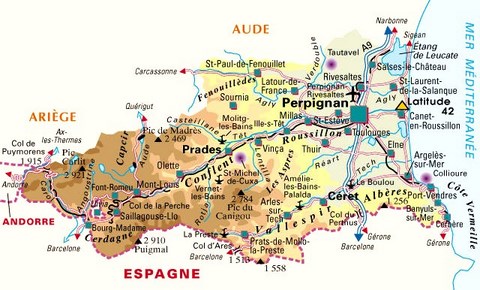 AUDE
Narbonne
Sigean
Étang
de Leucate
MER MÉDITERRANÉE
Tautavel
A9
Verdouble
St-Paul-de-Fenouillet
Salses-le-Château
Carcassonne
Rivesaltes
Fenouillèdes
Latour-de-
France
Agly
Perpignan-
Rivesaltes
Agly
St-Laurent-
de-la-Salanque
Perpignan
Latitude
42
Sournia
Quérigut
ARIÈGE
Molitg-
les-Bains
Millas
St-Estève
Canet-
en-Roussillon
Castellane
Têt
Ille-s-Têt
Roussillon
Toulouges
Ax-
les-Thermes
Pic de Madrès
2 469
Col de
Puymorens
1 915
Pic
Carlit
2 921
Capcir
Aude
Prades
Vinça
Thuir
Elne
Olette
Conflent
St-Michel-
de-Cuxa
Les Aspres
Réart
Tech
Argelès-
sur-Mer
Collioure
Andorra
Angoustrine
Font-Romeu
Mont-Louis
Vernet-
les-Bains
2 784
Pic du
Canigou
Amélie-
les-Bains-
Palalda
Céret
Le Boulou
Albères
1 256
Port-Vendres
Côte Vermeille
ANDORRE
Col de la Perche
Saillagouse-Llo
Bourg-Madame
Cerdagne
Arles-
sur-Tech
Vallespir
Col du
Perthus
Banyuls-
sur-Mer
Cerbère
La Preste
Col d'Ares
1 513
Prats-de-Mollo-
la-Preste
Barcelone
2 910
Puigmal
1 558
Barcelone
Gérone
Gérone
ESPAGNE